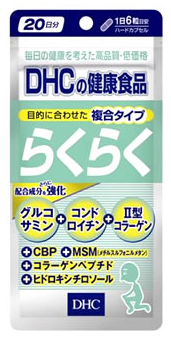 20日分
1日6粒目安
ハードカプセル
毎日の健康を考えた高品質・低価格
DHCの健康食品
目的に合わせた 複合タイプ
らくらく
らくらく
配合成分を強化
グルコサミン + コンドロイチン + Ⅱ型コラーゲン
+CBP +MSM(メチルスルフォニルメタン)
+コラーゲンペプチド
+ヒドロキシチロソール
DHC